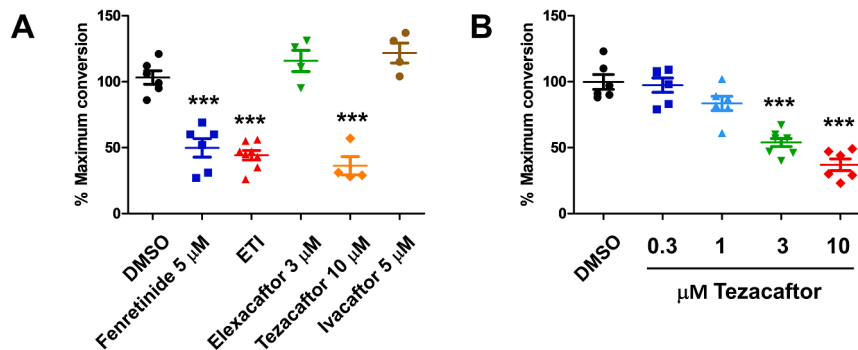 A
% Maximum conversion
150
100
50
0
***
***
***
DMSO
Fenretinide 5 μM
ETI
Elexacaftor 3 μM
Tezacaftor 10 μM
Ivacaftor 5 μM
B
% Maximum conversion
150
100
50
0
***
***
DMSO
0.3
1
3
10
μM Tezacaftor